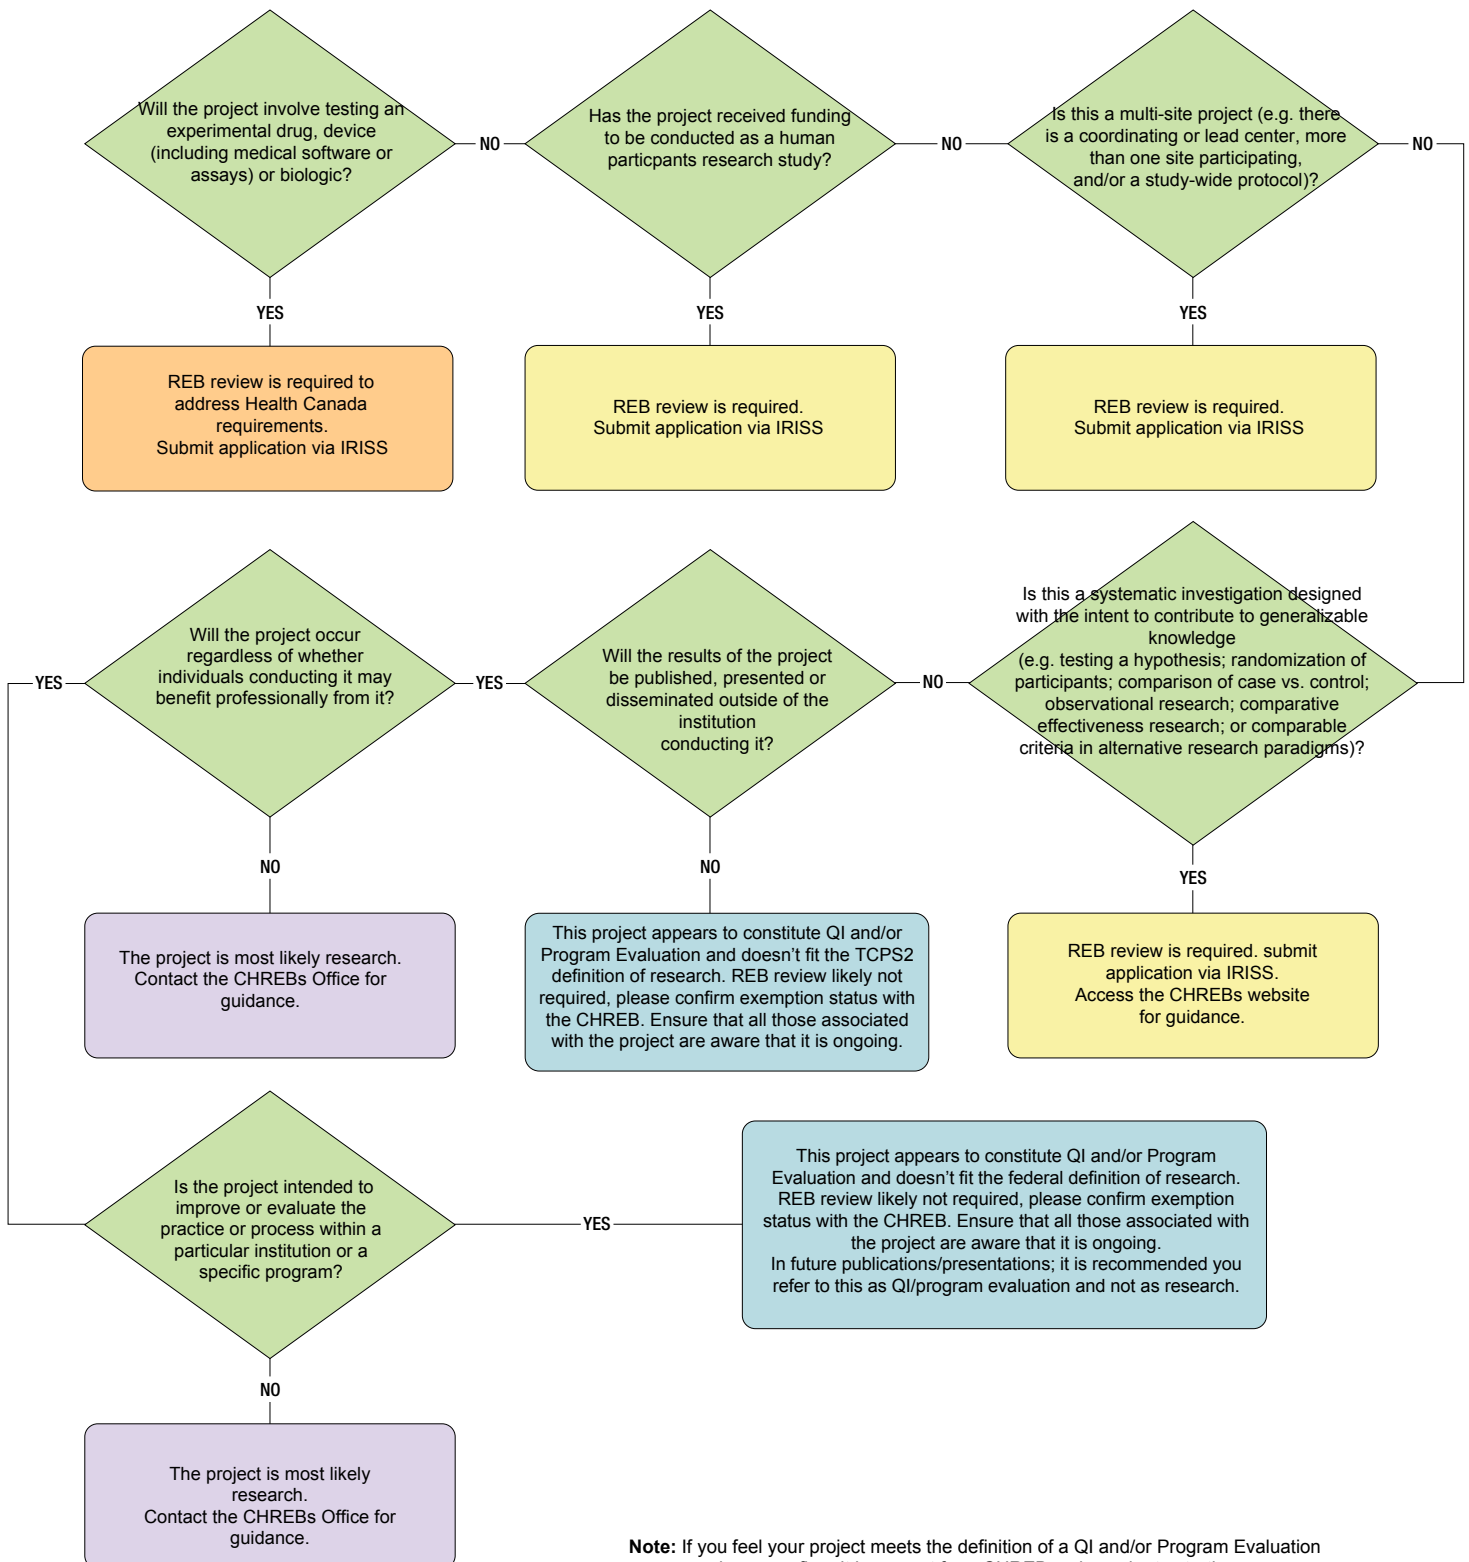 Will the project involve testing an
experimental drug, device
(including medical software or
assays) or biologic?
NO
Has the project received funding
to be conducted as a human
particpants research study?
NO
Is this a multi-site project (e.g. there
is a coordinating or lead center, more
than one site participating,
and/or a study-wide protocol)?
NO
YES
YES
YES
REB review is required to
address Health Canada
requirements.
Submit application via IRISS
REB review is required.
Submit application via IRISS
REB review is required.
Submit application via IRISS
Is this a systematic investigation designed
with the intent to contribute to generalizable
knowledge
(e.g. testing a hypothesis; randomization of
participants; comparison of case vs. control;
observational research; comparative
effectiveness research; or comparable
criteria in alternative research paradigms)?
NO
Will the results of the project
be published, presented or
disseminated outside of the
institution
conducting it?
YES
Will the project occur
regardless of whether
individuals conducting it may
benefit professionally from it?
YES
NO
NO
YES
The project is most likely research.
Contact the CHREBs Office for
guidance.
This project appears to constitute QI and/or
Program Evaluation and doesn't fit the TCPS2
definition of research. REB review likely not
required, please confirm exemption status with
the CHREB. Ensure that all those associated
with the project are aware that it is ongoing.
REB review is required. submit
application via IRISS.
Access the CHREBs website
for guidance.
Is the project intended to
improve or evaluate the
practice or process within a
particular institution or a
specific program?
YES
This project appears to constitute QI and/or Program
Evaluation and doesn't fit the federal definition of research.
REB review likely not required, please confirm exemption
status with the CHREB. Ensure that all those associated with
the project are aware that it is ongoing.
In future publications/presentations; it is recommended you
refer to this as QI/program evaluation and not as research.
NO
The project is most likely
research.
Contact the CHREBs Office for
guidance.
Note: If you feel your project meets the definition of a QI and/or Program Evaluation